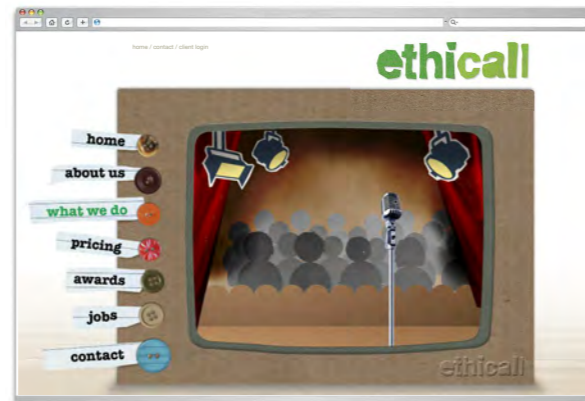 home / contact / client login
ethicall
home
about us
what we do
pricing
awards
jobs
contact
ethicall